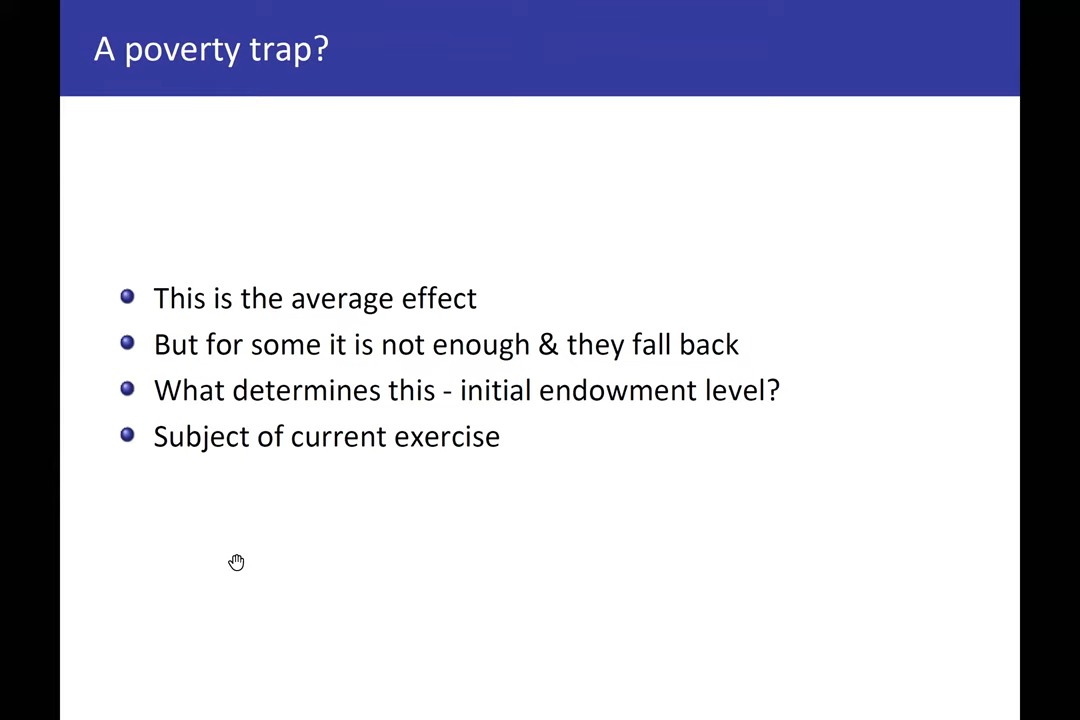 A poverty trap?
This is the average effect
But for some it is not enough & they fall back
What determines this - initial endowment level?
Subject of current exercise